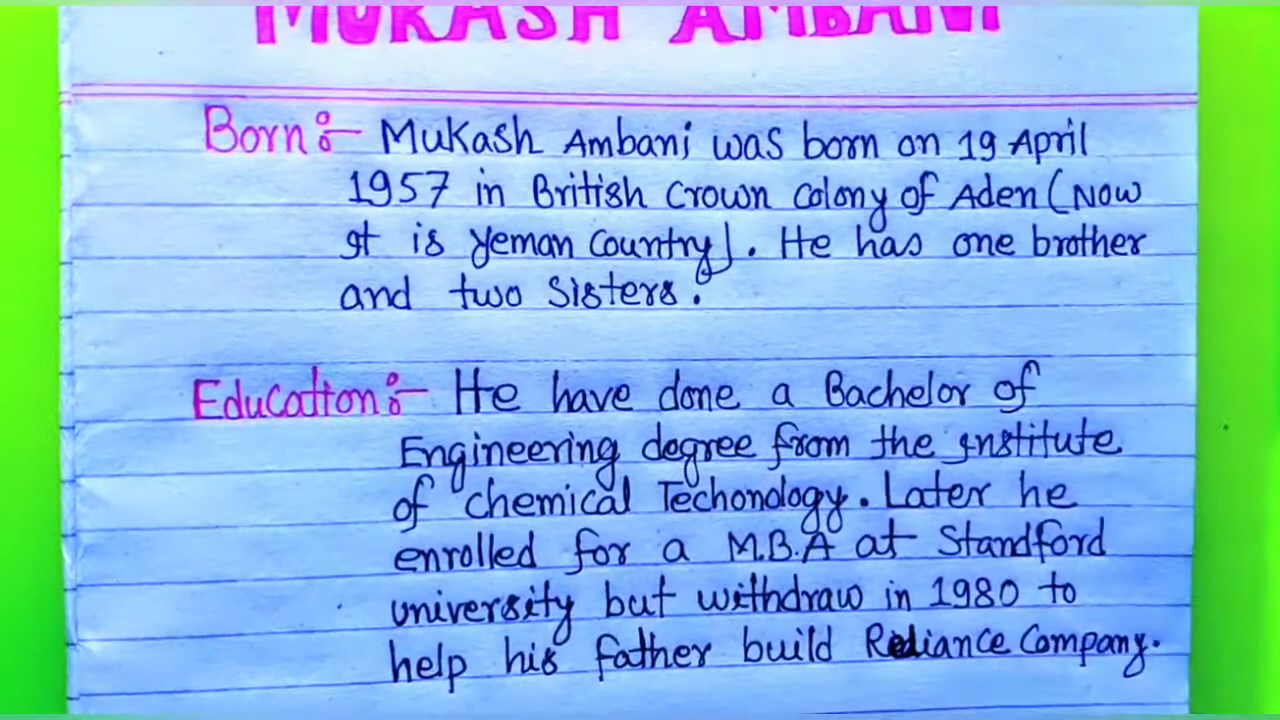 MUKASH AMBANI
Born:- Mukash Ambani was born on 19 April
1957 in British Crown Colony of Aden (Now
It is Yeman Country). He has one brother
and two Sisters.
Education:- He have done a Bachelor of
Engineering degree from the Institute
of chemical Techonology. Later he
enrolled for a M.B.A at Standford
university but withdraw in 1980 to
help his father build Reliance Company.